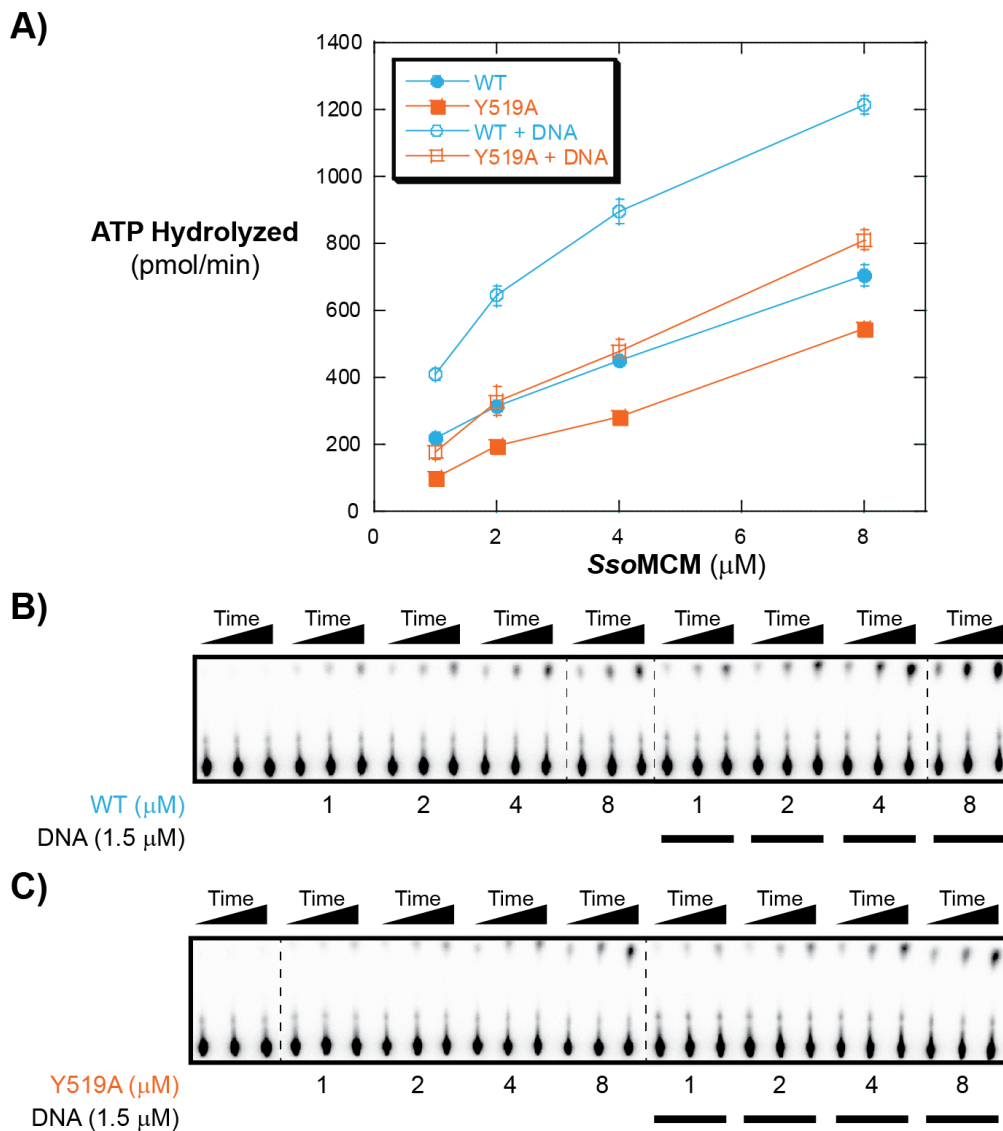 A)
1400
1200
1000
800
600
400
200
0
WT
Y519A
WT + DNA
Y519A + DNA
ATP Hydrolyzed
(pmol/min)
0 2 4 6 8
SsoMCM (μM)
B)
Time Time Time Time Time Time Time Time Time
WT (μM) 1 2 4 8 1 2 4 8
DNA (1.5 μM)
C)
Time Time Time Time Time Time Time Time Time
Y519A (μM) 1 2 4 8 1 2 4 8
DNA (1.5 μM)